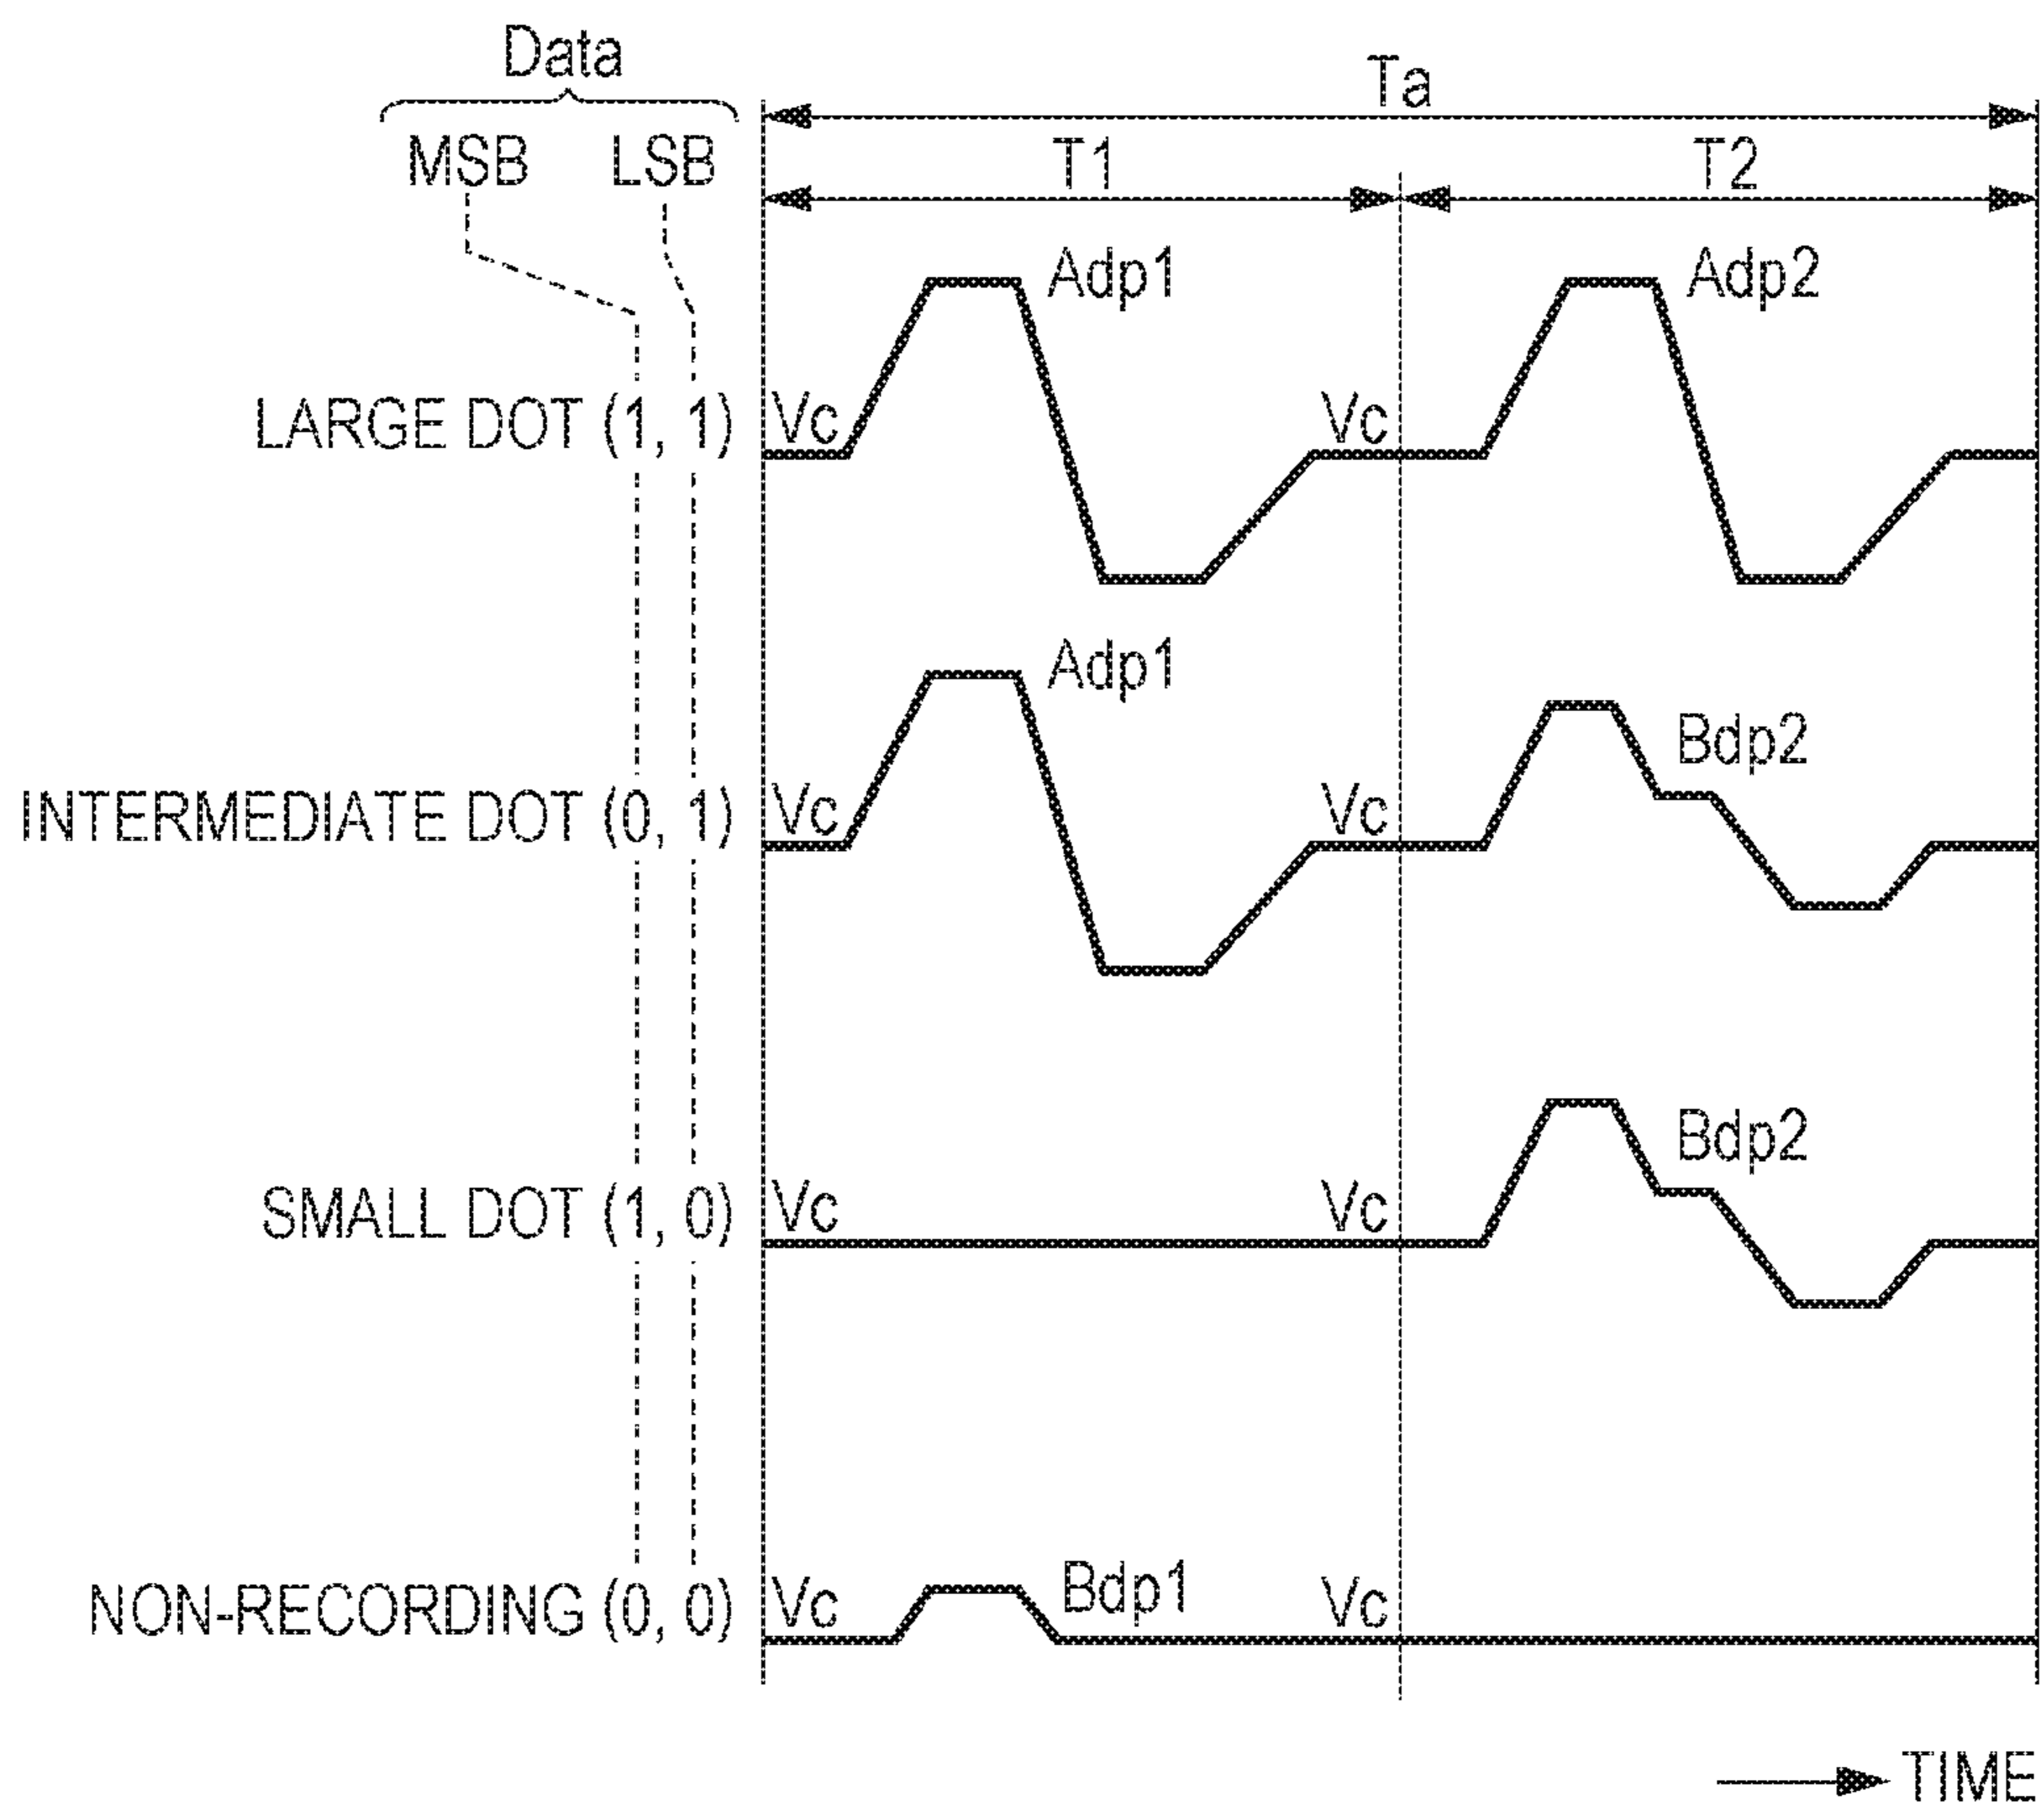 Data
Ta
MSB LSB
T1 T2
Adp1 Adp2
LARGE DOT (1, 1) Vc Vc
Adp1
Bdp2
INTERMEDIATE DOT (0, 1) Vc Vc
Bdp2
SMALL DOT (1, 0) Vc Vc
Bdp1
NON-RECORDING (0, 0) Vc Vc
TIME